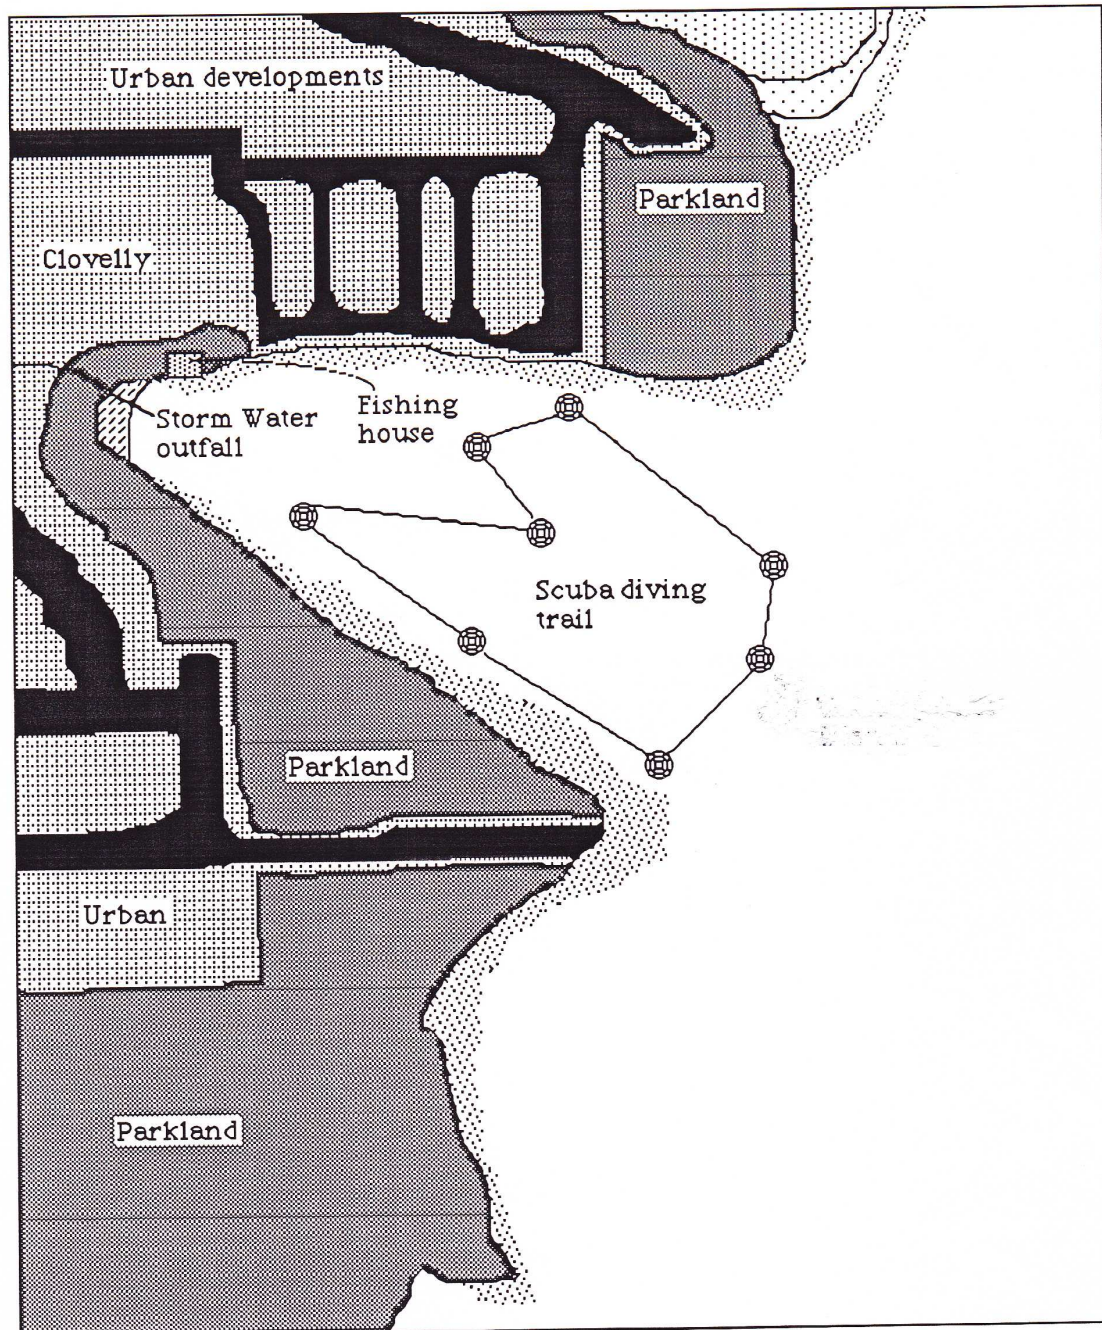 Urban developments
Parkland
Clovelly
Storm Water
outfall
Fishing
house
Scuba diving
trail
Parkland
Urban
Parkland